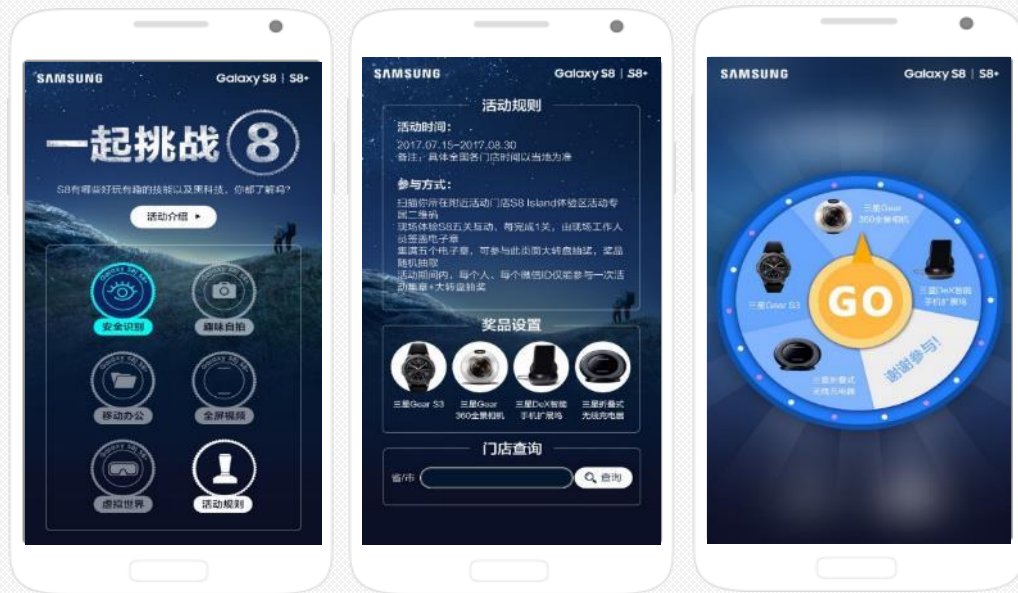 SAMSUNG
Galaxy S8 | S8+
一起挑战8
S8有哪些好玩有趣的技能以及黑科技，你都了解吗？
活动介绍
Galaxy S8| S8+
安全识别
Galaxy S8| S8+
趣味自拍
Galaxy S8| S8+
移动办公
Galaxy S8| S8+
全屏视频
Galaxy S8| S8+
虚拟世界
活动规则
SAMSUNG
Galaxy S8 | S8+
活动规则
活动时间：
2017.07.15-2017.08.30
备注：具体全国各门店时间以当地为准
参与方式：
扫描你所在附近活动门店S8 Island体验区活动专
属二维码
现场体验S8五关互动，每完成1关，由现场工作人
员签盖电子章
集满五个电子章，可参与此页面大转盘抽奖，奖品
随机抽取
活动期间内，每个人、每个微信ID仅能参与一次活
动集章+大转盘抽奖
奖品设置
三星Gear S3
三星Gear
360全景相机
三星DeX智能
手机扩展坞
三星折叠式
无线充电器
门店查询
省/市
查询
SAMSUNG
Galaxy S8 | S8+
三星Gear
360全景相机
三星Gear S3
GO
三星DeX智能
手机扩展坞
三星折叠式
无线充电器
谢谢参与！